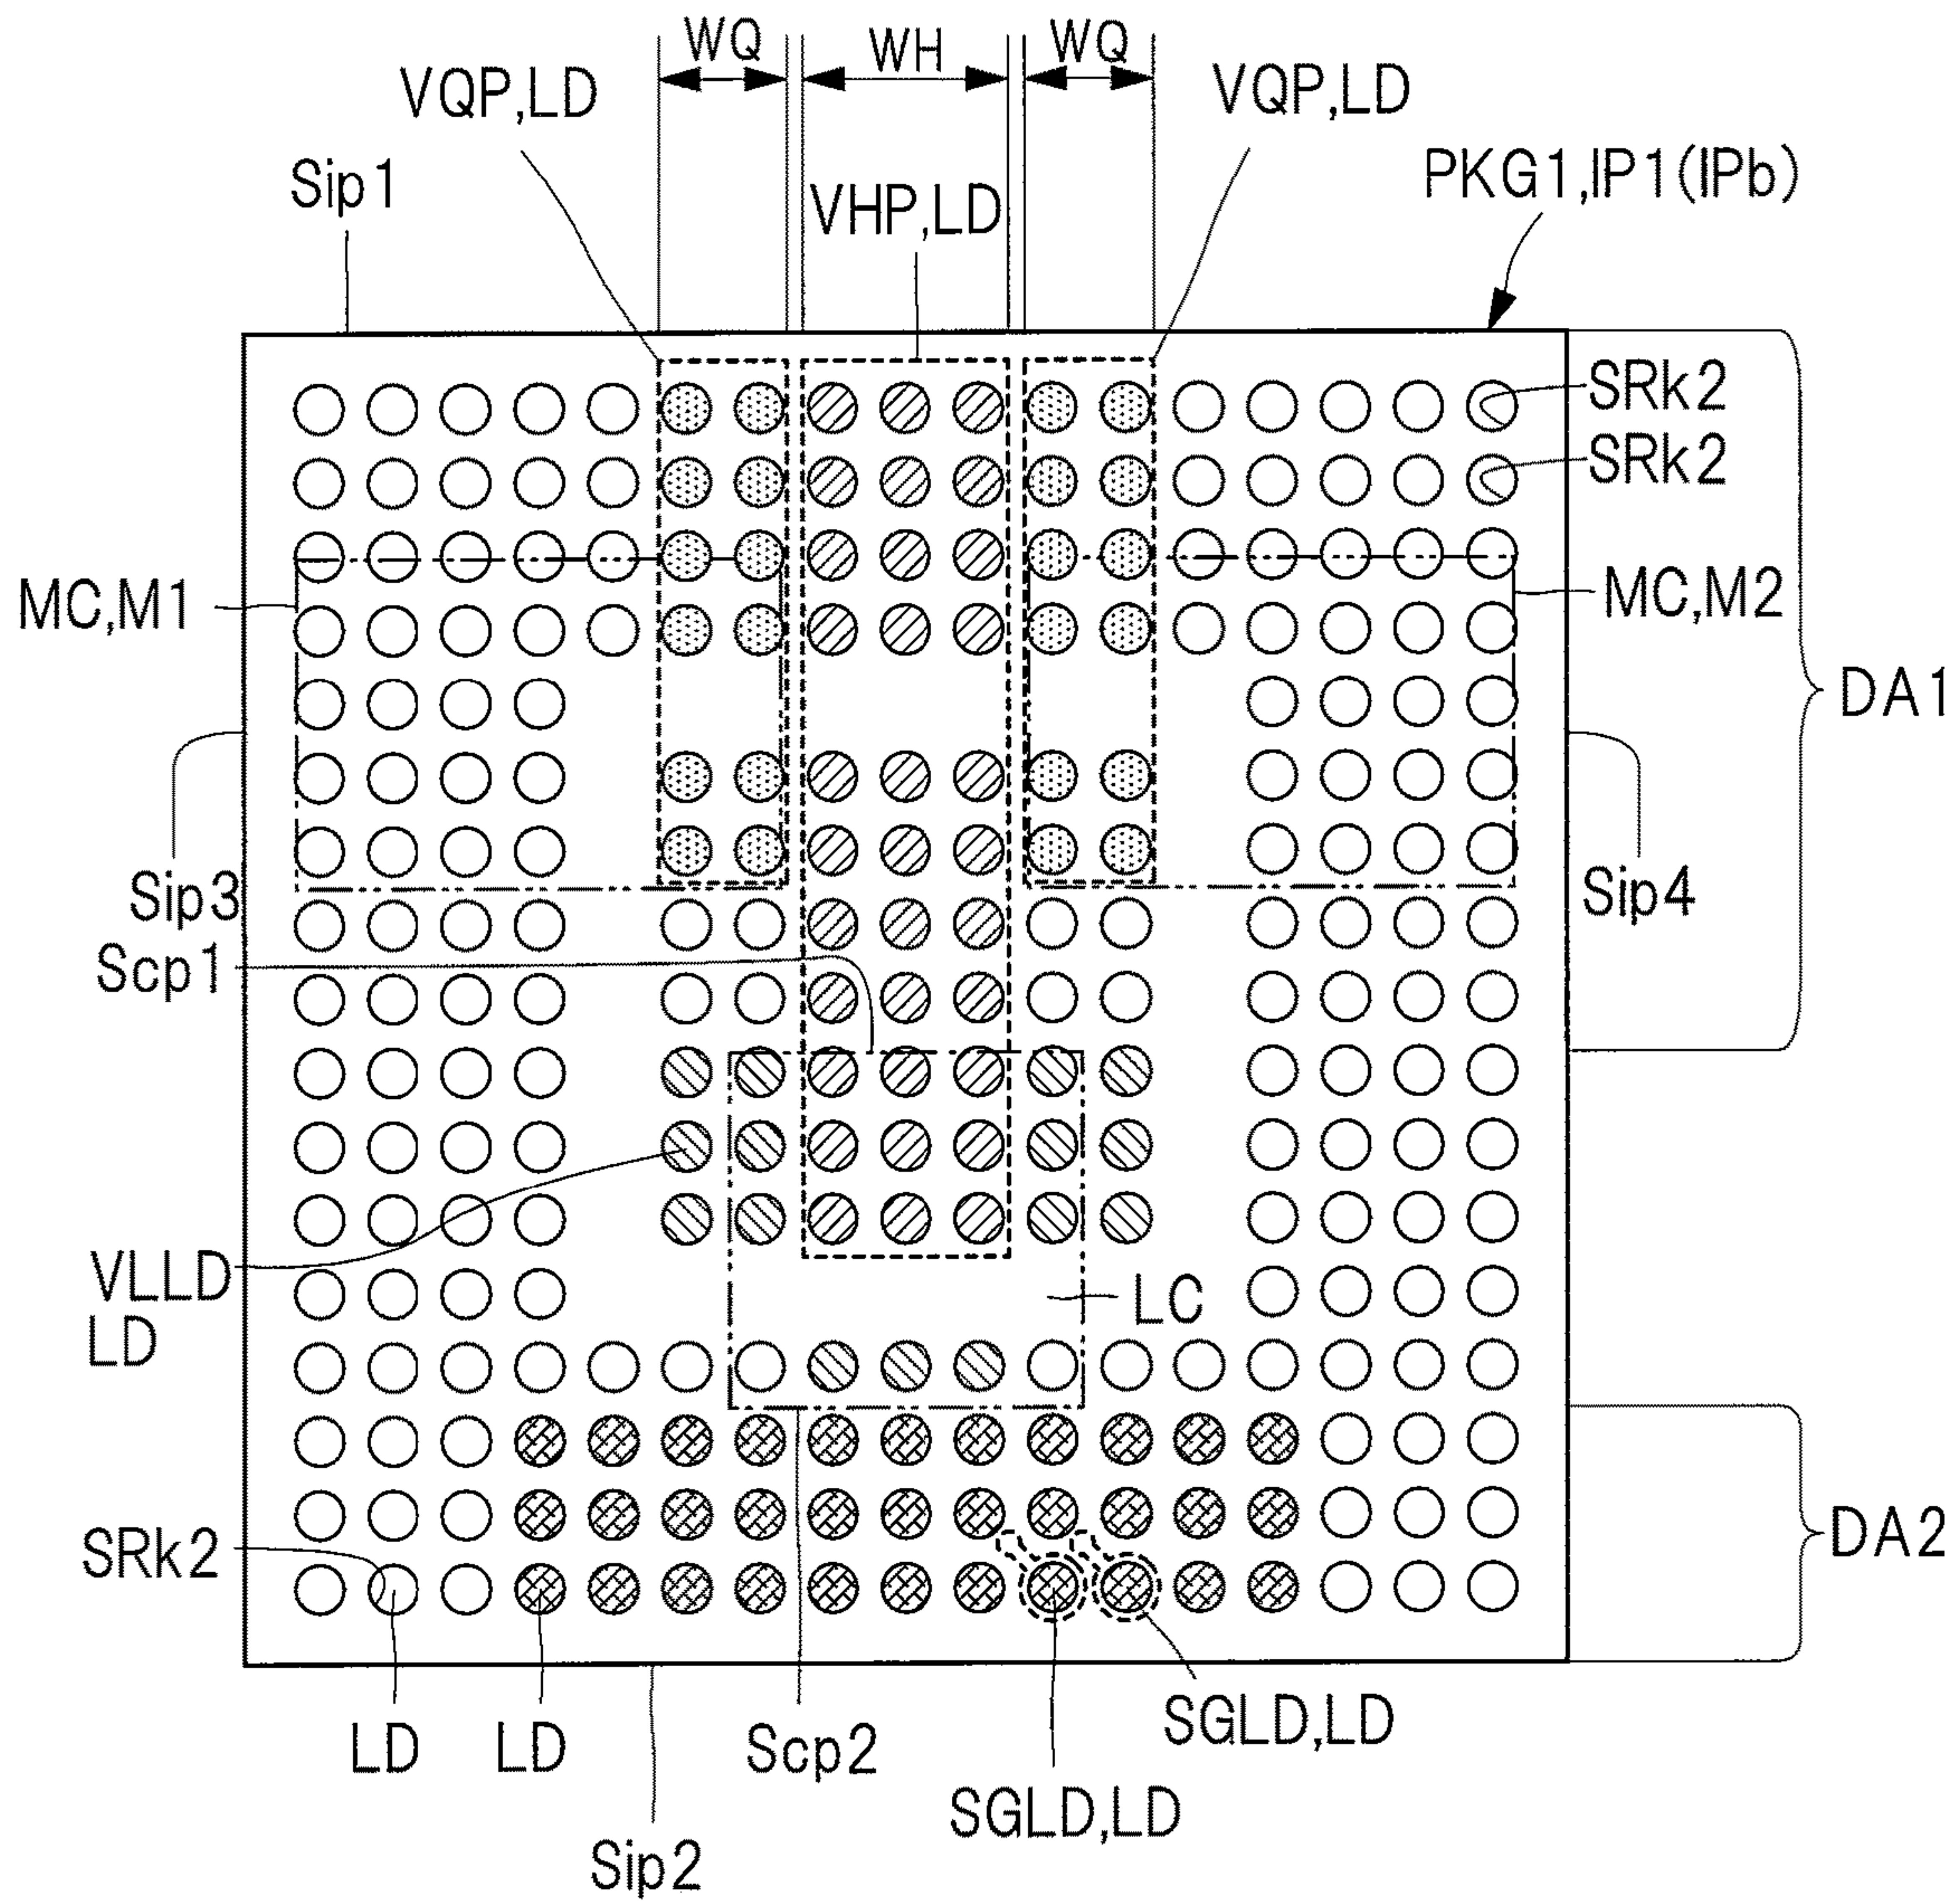 WQ
WH
WQ
VQP,LD
VQP,LD
Sip1
VHP,LD
PKG1,IP1(IPb)
SRk2
SRk2
MC,M1
MC,M2
DA1
Sip3
Sip4
Scp1
VLLD
LD
LC
SRk2
DA2
LD
LD
Scp2
SGLD,LD
SGLD,LD
Sip2